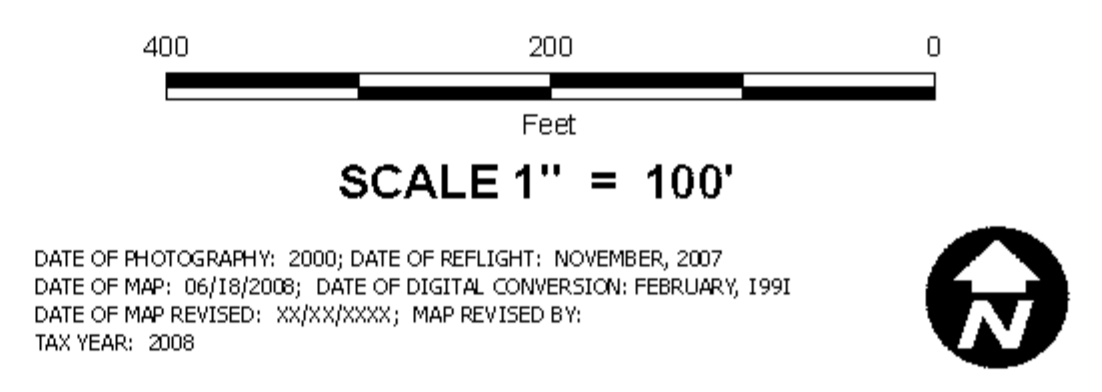 400 200 0
Feet
SCALE 1" = 100'
DATE OF PHOTOGRAPHY: 2000; DATE OF REFLIGHT: NOVEMBER, 2007
DATE OF MAP: 06/I8/2008; DATE OF DIGITAL CONVERSION: FEBRUARY, I99I
DATE OF MAP REVISED: XX/XX/XXXX; MAP REVISED BY:
TAX YEAR: 2008
N